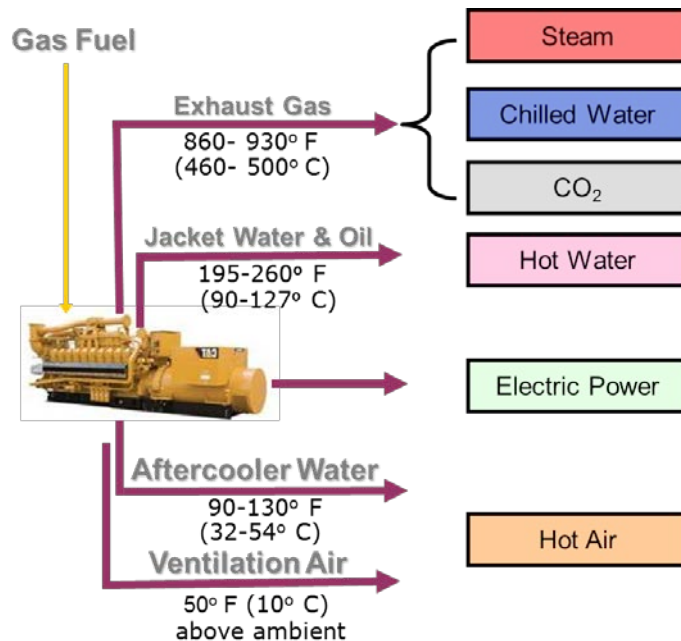 Gas Fuel
Exhaust Gas
860- 930° F
(460- 500° C)
Jacket Water & Oil
195-260° F
(90-127° C)
CAT
Aftercooler Water
90-130° F
(32-54° C)
Ventilation Air
50° F (10° C)
above ambient
Steam
Chilled Water
CO₂
Hot Water
Electric Power
Hot Air